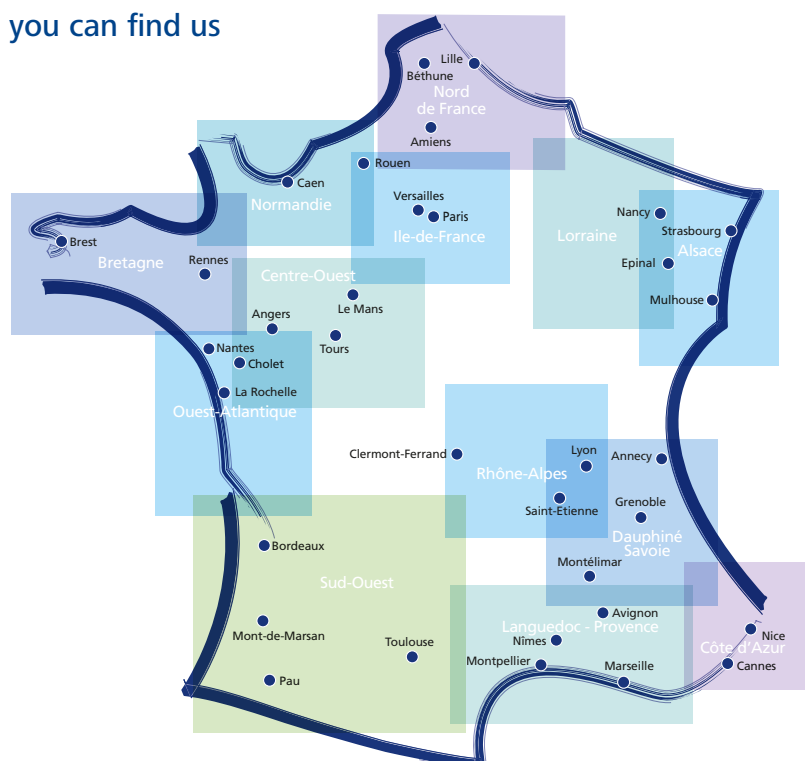 you can find us
Lille
Béthune
Nord
de France
Amiens
Rouen
Caen
Normandie
Versailles
Paris
Ile-de-France
Nancy
Lorraine
Strasbourg
Alsace
Epinal
Mulhouse
Brest
Bretagne
Rennes
Centre-Ouest
Le Mans
Angers
Tours
Nantes
Cholet
La Rochelle
Ouest-Atlantique
Clermont-Ferrand
Rhône-Alpes
Lyon
Saint-Etienne
Annecy
Grenoble
Dauphiné
Savoie
Montélimar
Bordeaux
Sud-Ouest
Mont-de-Marsan
Toulouse
Pau
Avignon
Languedoc - Provence
Nîmes
Montpellier
Marseille
Nice
Côte d'Azur
Cannes